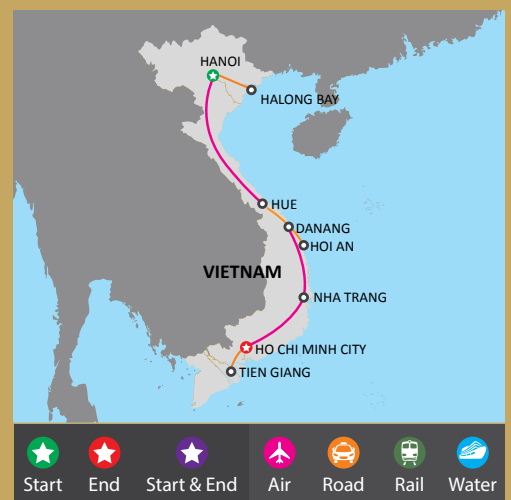 HANOI
HALONG BAY
HUE
DANANG
HOI AN
VIETNAM
NHA TRANG
HO CHI MINH CITY
TIEN GIANG
Start End Start & End Air Road Rail Water